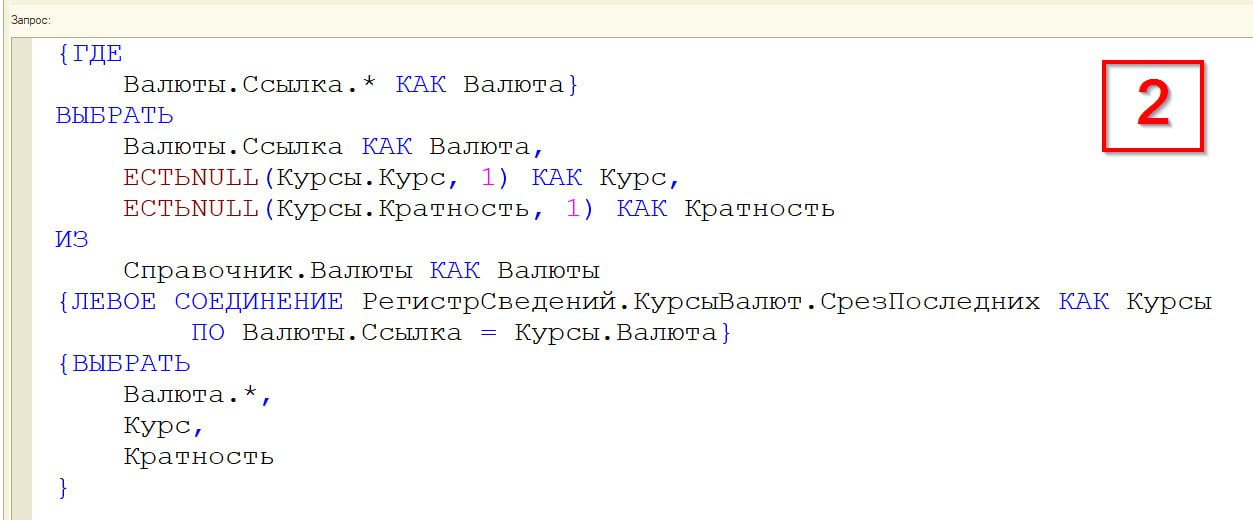 Запрос:
{ГДЕ
Валюты.Ссылка.* КАК Валюта}
2
ВЫБРАТЬ
Валюты.Ссылка КАК Валюта,
ЕСТЬNULL(Курсы.Курс, 1) КАК Курс,
ЕСТЬNULL(Курсы.Кратность, 1) КАК Кратность
ИЗ
Справочник.Валюты КАК Валюты
{ЛЕВОЕ СОЕДИНЕНИЕ РегистрСведений.КурсыВалют.СрезПоследних КАК Курсы
ПО Валюты.Ссылка = Курсы.Валюта}
{ВЫБРАТЬ
Валюта.*,
Курс,
Кратность
}